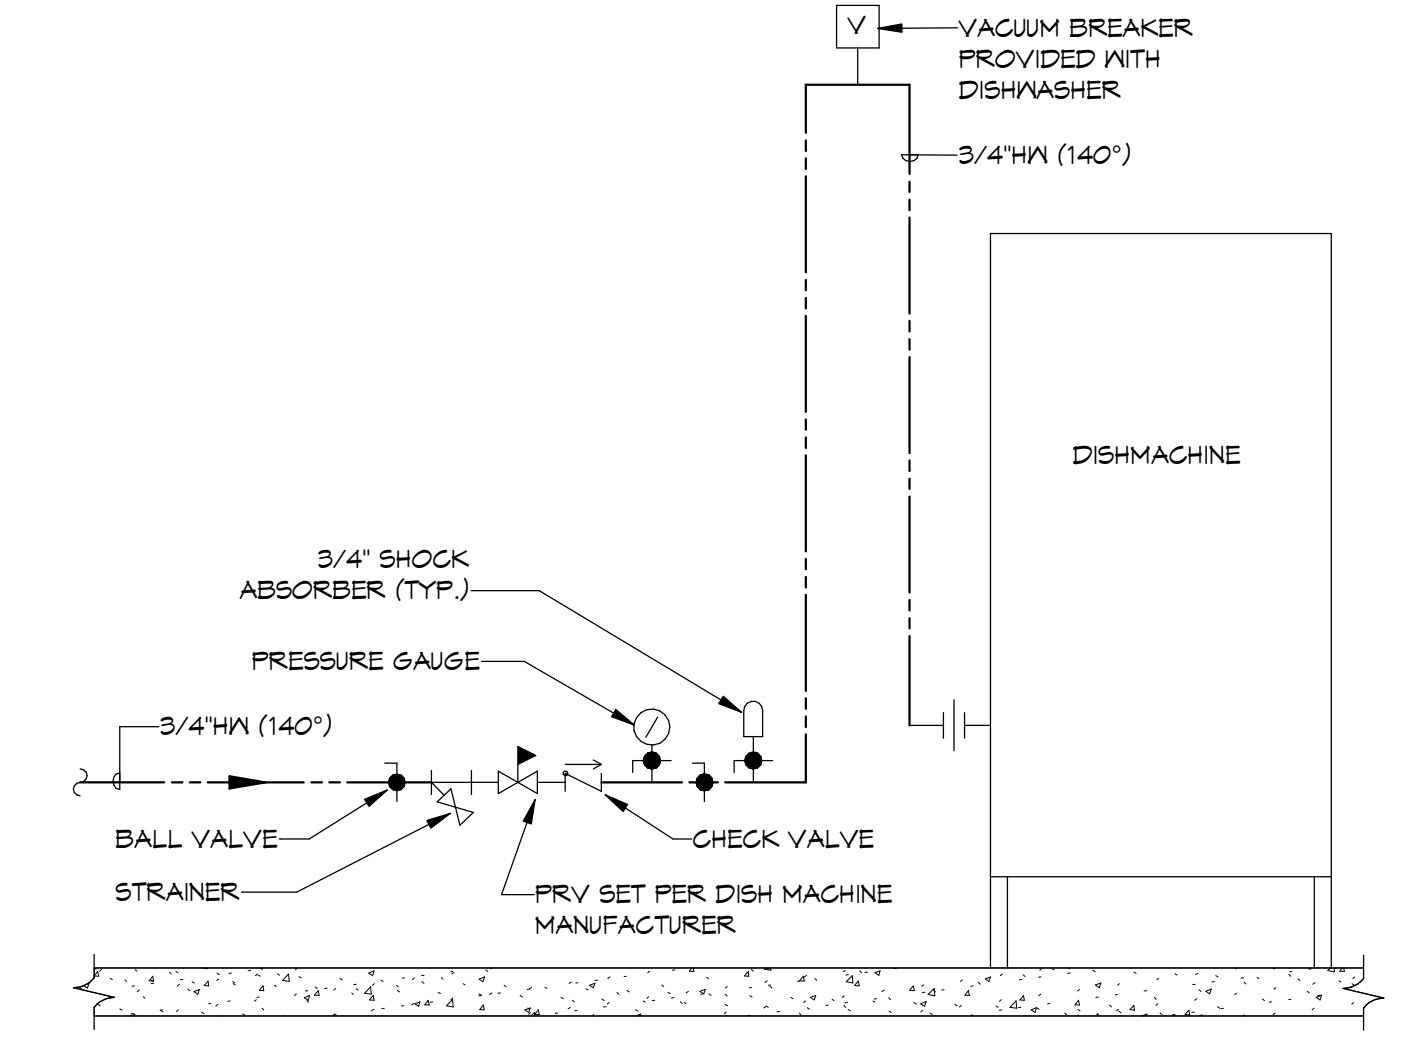 V
VACUUM BREAKER
PROVIDED WITH
DISHWASHER
3/4"HW (140°)
DISHMACHINE
3/4" SHOCK
ABSORBER (TYP.)
PRESSURE GAUGE
3/4"HW (140°)
BALL VALVE
CHECK VALVE
STRAINER
PRV SET PER DISH MACHINE
MANUFACTURER